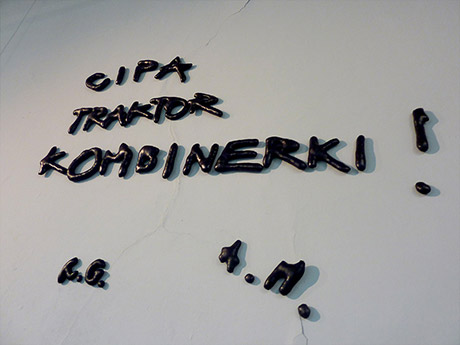 CIPA
TRAKTOR
KOMBINERKI !
A.G. T.N.